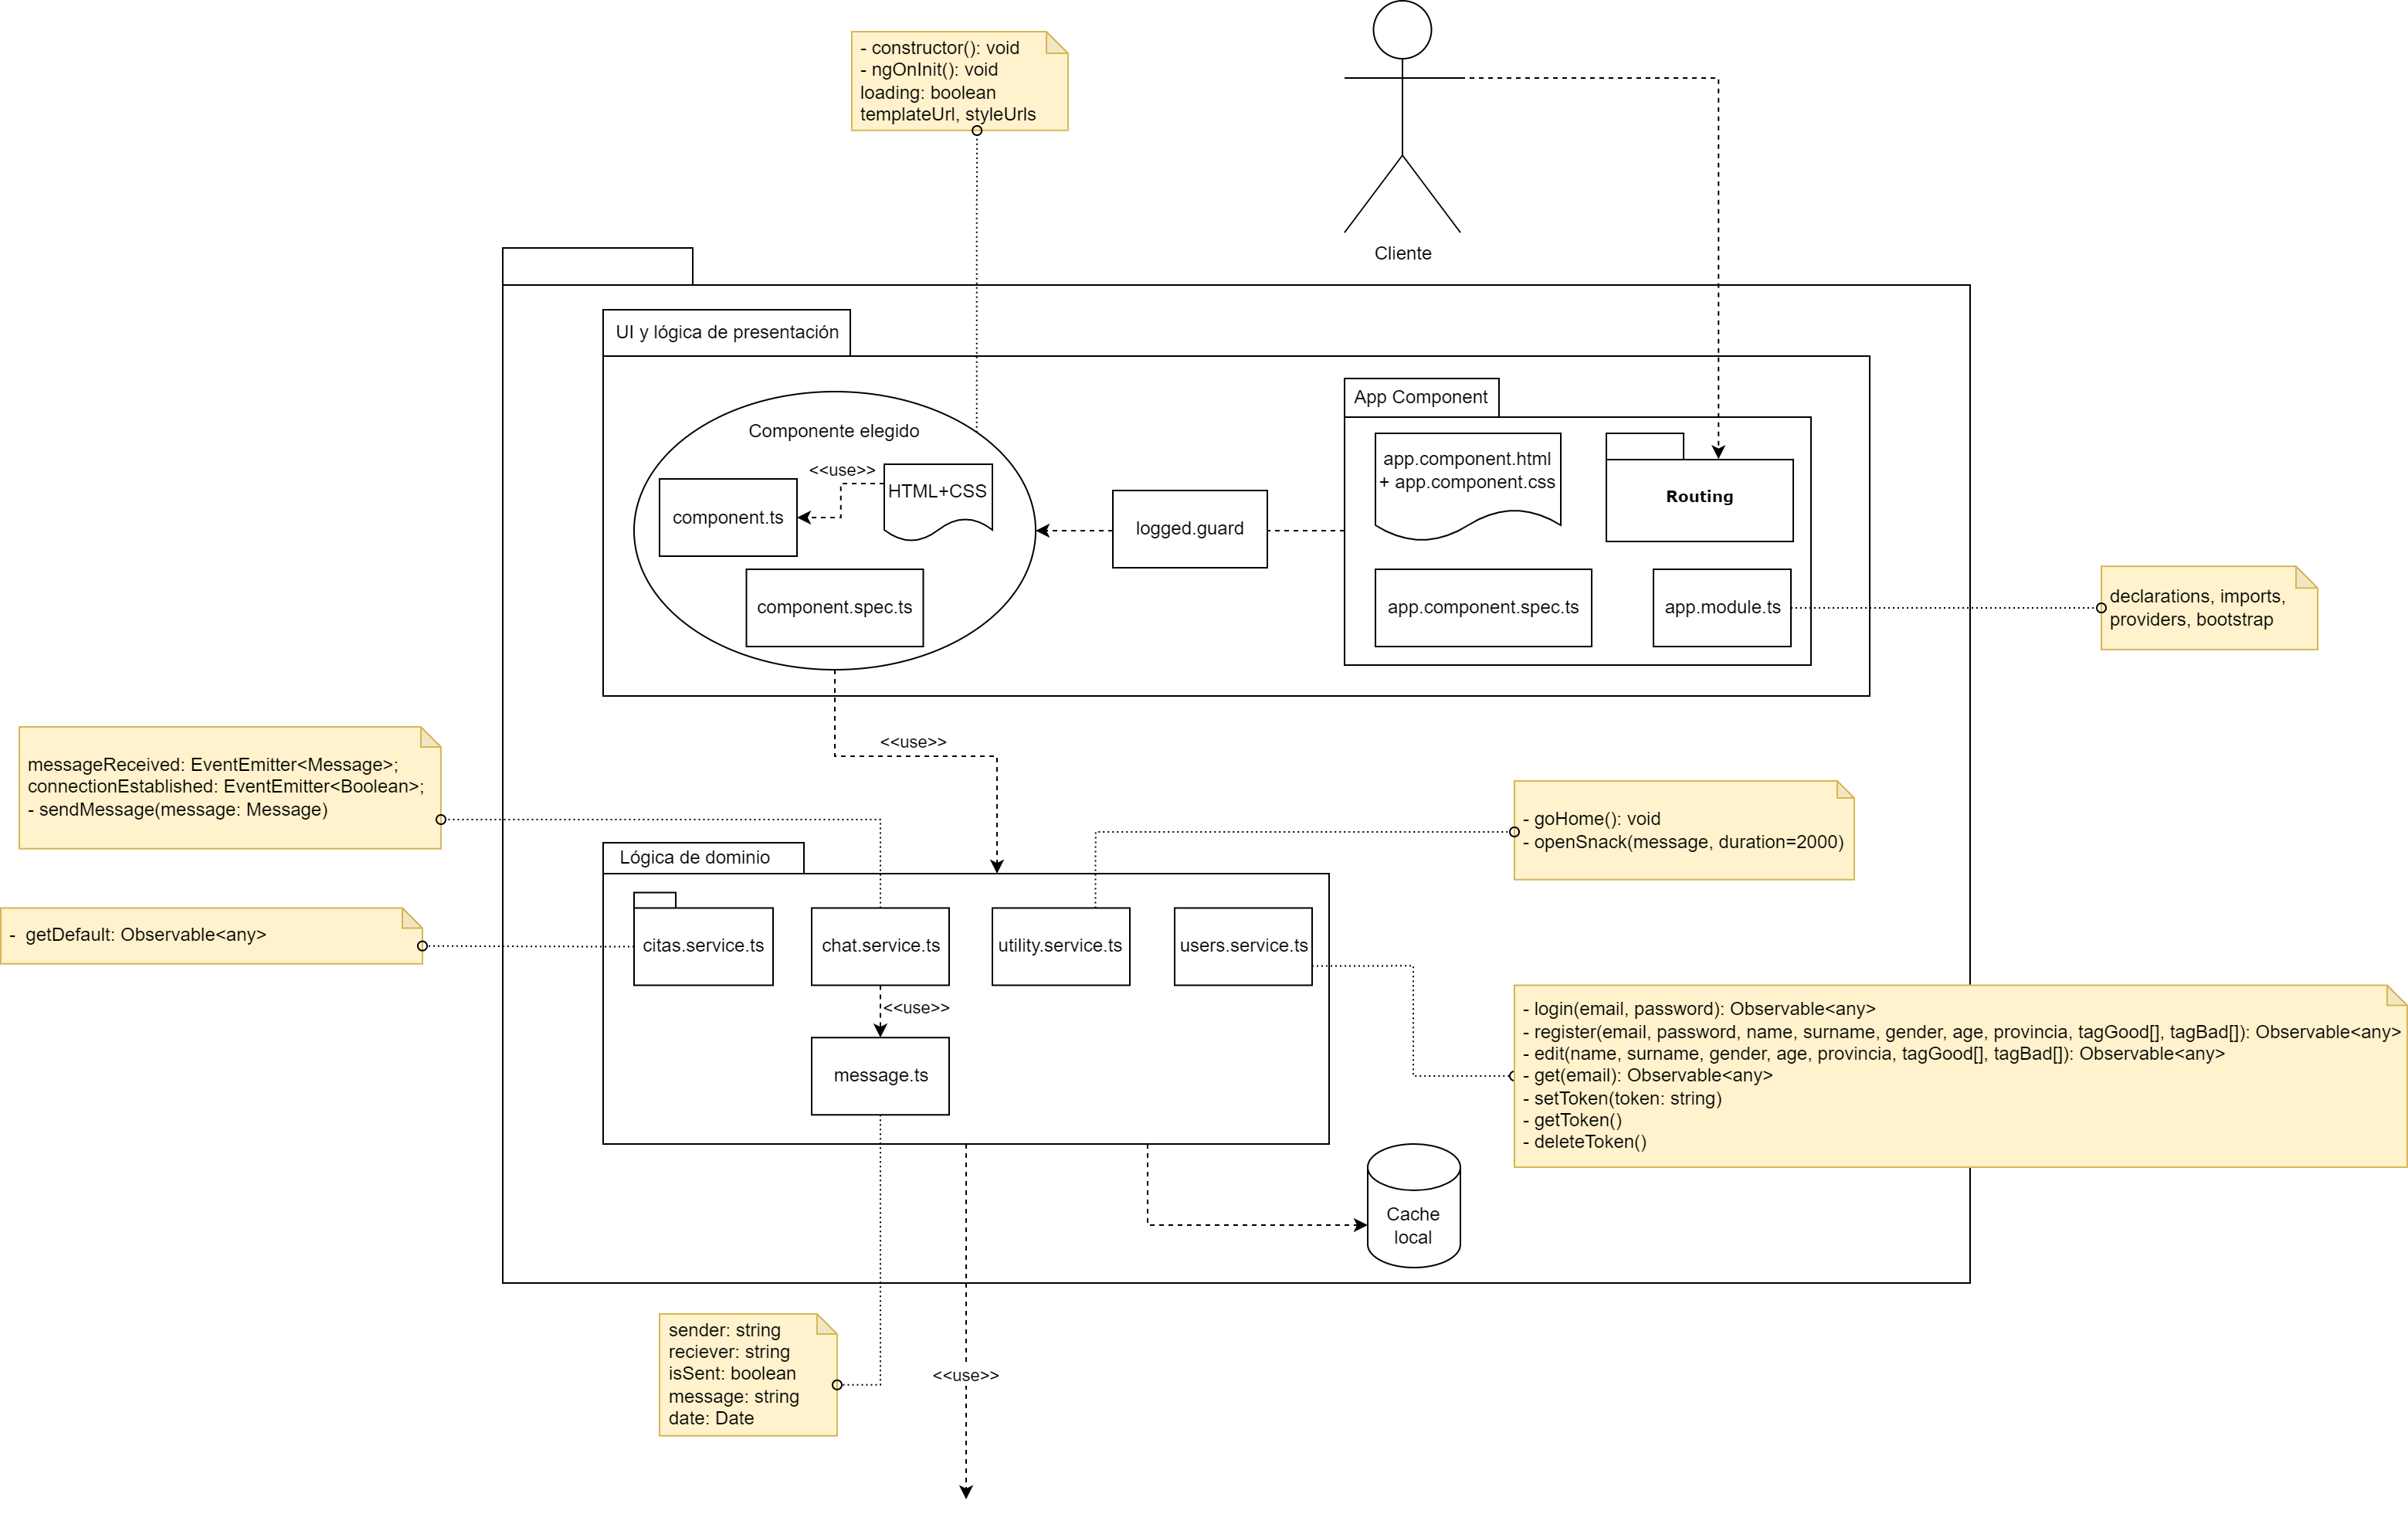 - constructor(): void
- ngOnInit(): void
loading: boolean
templateUrl, styleUrls
Cliente
UI y lógica de presentación
App Component
Componente elegido
<<use>>
HTML+CSS
component.ts
component.spec.ts
logged.guard
app.component.html
+ app.component.css
Routing
app.component.spec.ts
app.module.ts
declarations, imports,
providers, bootstrap
<<use>>
messageReceived: EventEmitter<Message>;
connectionEstablished: EventEmitter<Boolean>;
- sendMessage(message: Message)
- goHome(): void
- openSnack(message, duration=2000)
Lógica de dominio
-  getDefault: Observable<any>
citas.service.ts
chat.service.ts
utility.service.ts
users.service.ts
<<use>>
message.ts
- login(email, password): Observable<any>
- register(email, password, name, surname, gender, age, provincia, tagGood[], tagBad[]): Observable<any>
- edit(name, surname, gender, age, provincia, tagGood[], tagBad[]): Observable<any>
- get(email): Observable<any>
- setToken(token: string)
- getToken()
- deleteToken()
Cache
local
sender: string
reciever: string
isSent: boolean
message: string
date: Date
<<use>>